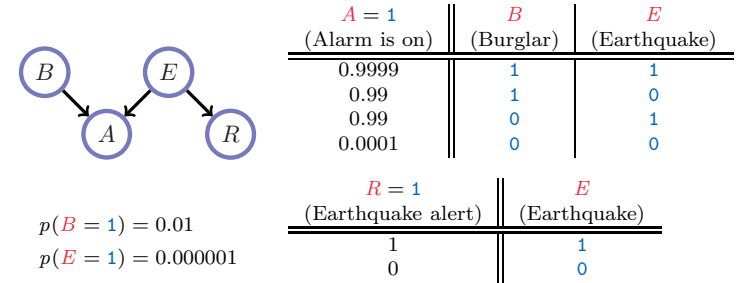 B
E
A
R
p(B = 1) = 0.01
p(E = 1) = 0.000001
A = 1 B E
(Alarm is on) (Burglar) (Earthquake)
0.9999 1 1
0.99 1 0
0.99 0 1
0.0001 0 0
R = 1 E
(Earthquake alert) (Earthquake)
1 1
0 0